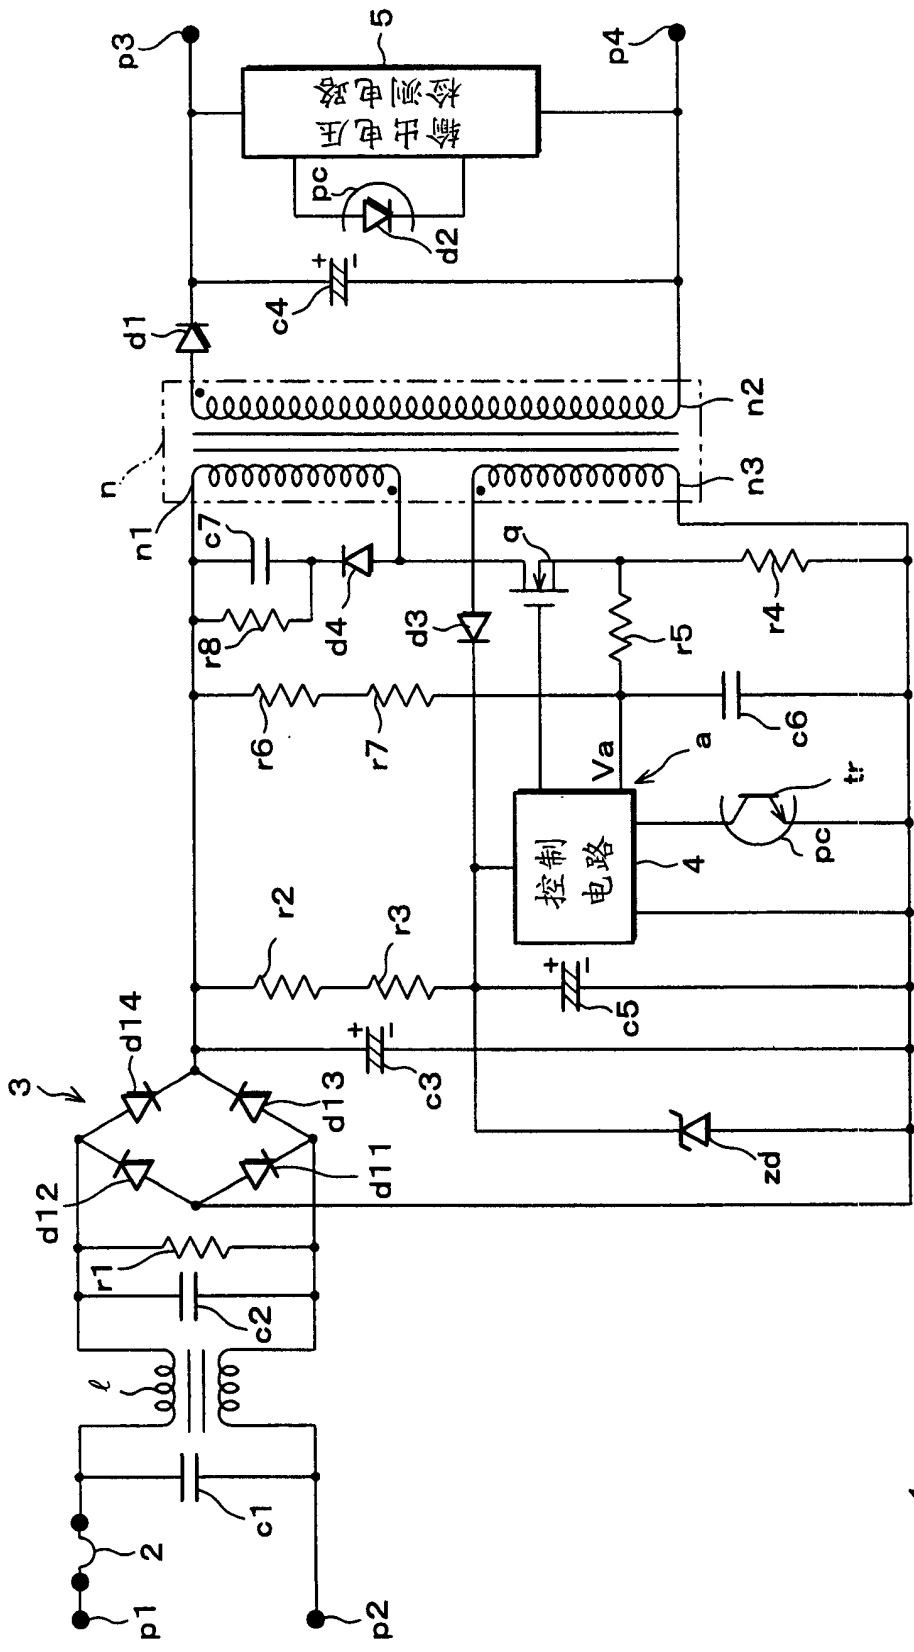 p1
2
p2
c1
ℓ
c2
r1
3
d12
d14
d11
d13
c3
zd
r2
r3
c5
+
-
+
-
控制
电路
4
Va
a
pc
tr
r6
r7
r5
c6
r8
c7
d4
d3
q
r4
n
n1
n2
n3
d1
c4
+
-
pc
d2
输出电压
检测电路
5
p3
p4